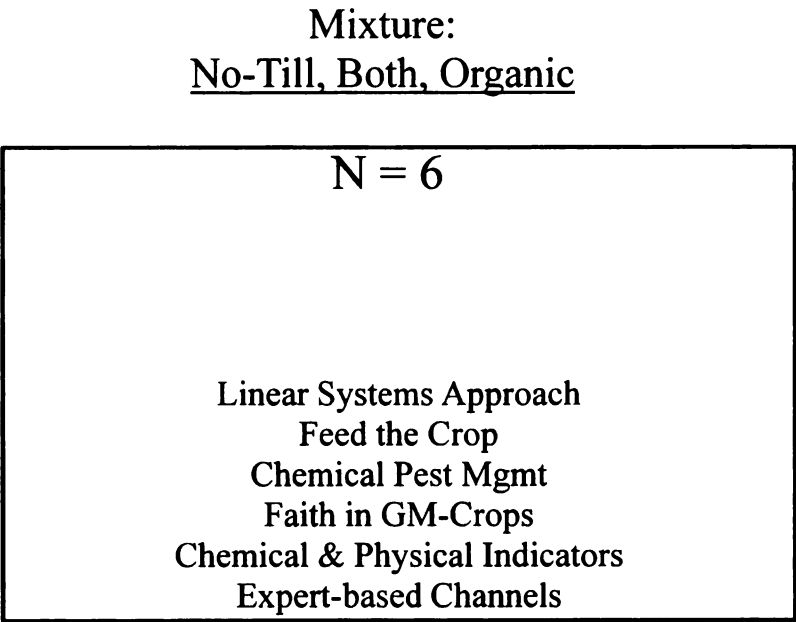 Mixture:
No-Till, Both, Organic
N = 6
Linear Systems Approach
Feed the Crop
Chemical Pest Mgmt
Faith in GM-Crops
Chemical & Physical Indicators
Expert-based Channels